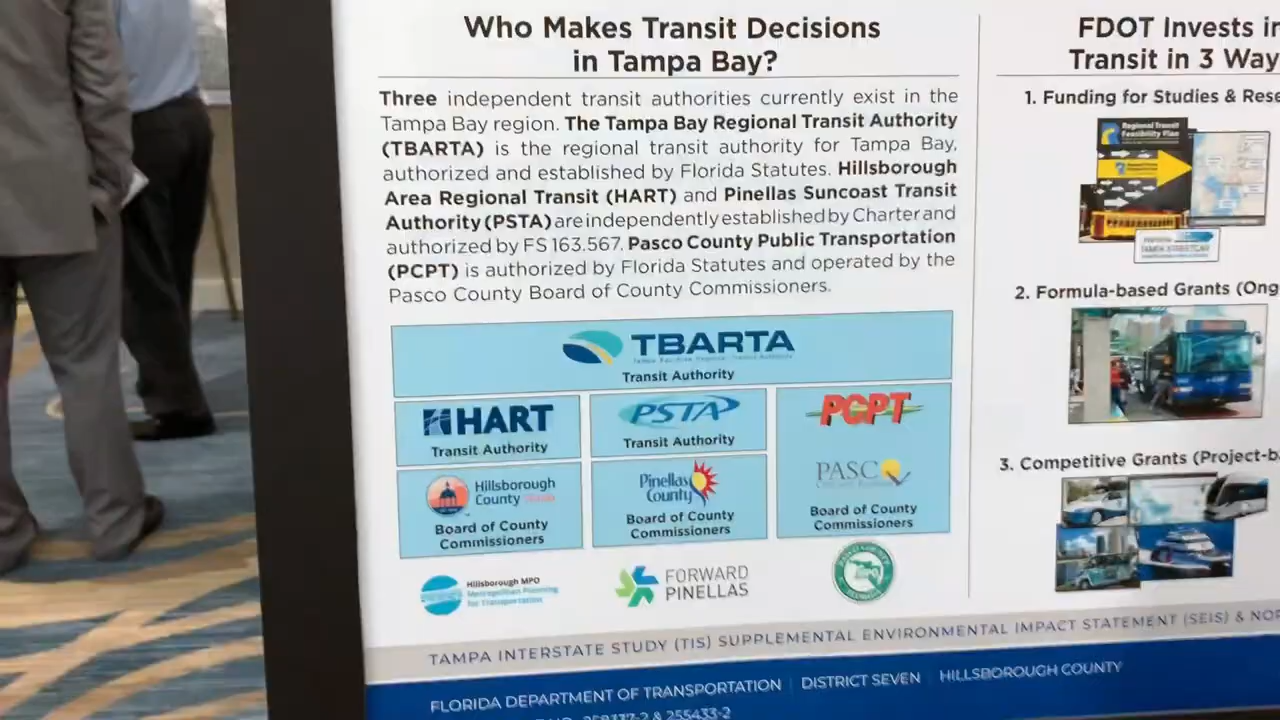 Who Makes Transit Decisions
in Tampa Bay?
Three independent transit authorities currently exist in the
Tampa Bay region. The Tampa Bay Regional Transit Authority
(TBARTA) is the regional transit authority for Tampa Bay,
authorized and established by Florida Statutes. Hillsborough
Area Regional Transit (HART) and Pinellas Suncoast Transit
Authority (PSTA) are independently established by Charter and
authorized by FS 163.567. Pasco County Public Transportation
(PCPT) is authorized by Florida Statutes and operated by the
Pasco County Board of County Commissioners.
TBARTA
Transit Authority
HART
Transit Authority
PSTA
Transit Authority
PCPT
Hillsborough
County
Board of County
Commissioners
Pinellas
County
Board of County
Commissioners
PASCO
Board of County
Commissioners
Hillsborough MPO
Metropolitan Planning
for Transportation
FORWARD
PINELLAS
FDOT Invests in
Transit in 3 Way
1. Funding for Studies & Rese
Regional Transit
Feasibility Plan
2. Formula-based Grants (Ong
3. Competitive Grants (Project-b
TAMPA INTERSTATE STUDY (TIS) SUPPLEMENTAL ENVIRONMENTAL IMPACT STATEMENT (SEIS) & NOR
FLORIDA DEPARTMENT OF TRANSPORTATION | DISTRICT SEVEN | HILLSBOROUGH COUNTY
& 255433-2